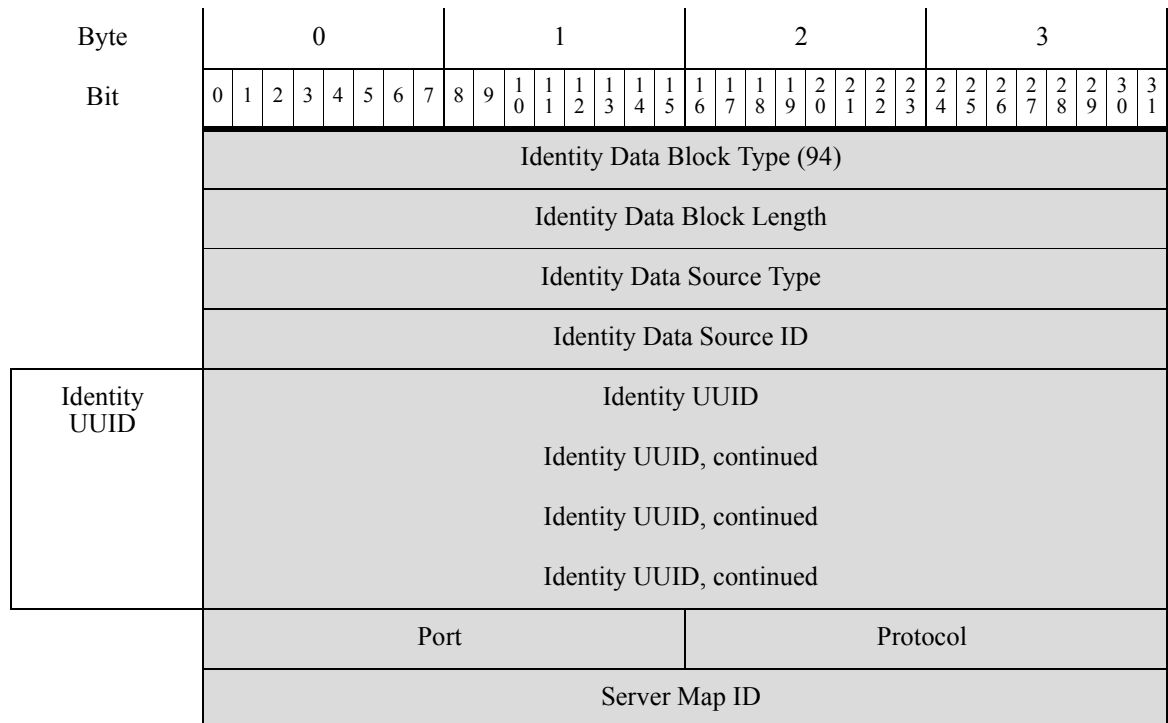 Byte 0 1 2 3
Bit 0 1 2 3 4 5 6 7 8 9 10 11 12 13 14 15 16 17 18 19 20 21 22 23 24 25 26 27 28 29 30 31
Identity Data Block Type (94)
Identity Data Block Length
Identity Data Source Type
Identity Data Source ID
Identity
UUID
Identity UUID
Identity UUID, continued
Identity UUID, continued
Identity UUID, continued
Port Protocol
Server Map ID